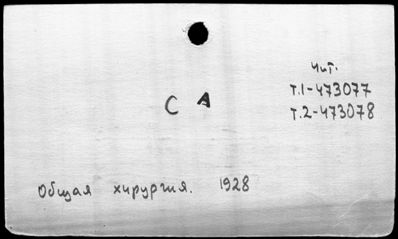 Чит.
Т.1-473077
Т.2-473078
С А
Общая хирургия. 1928